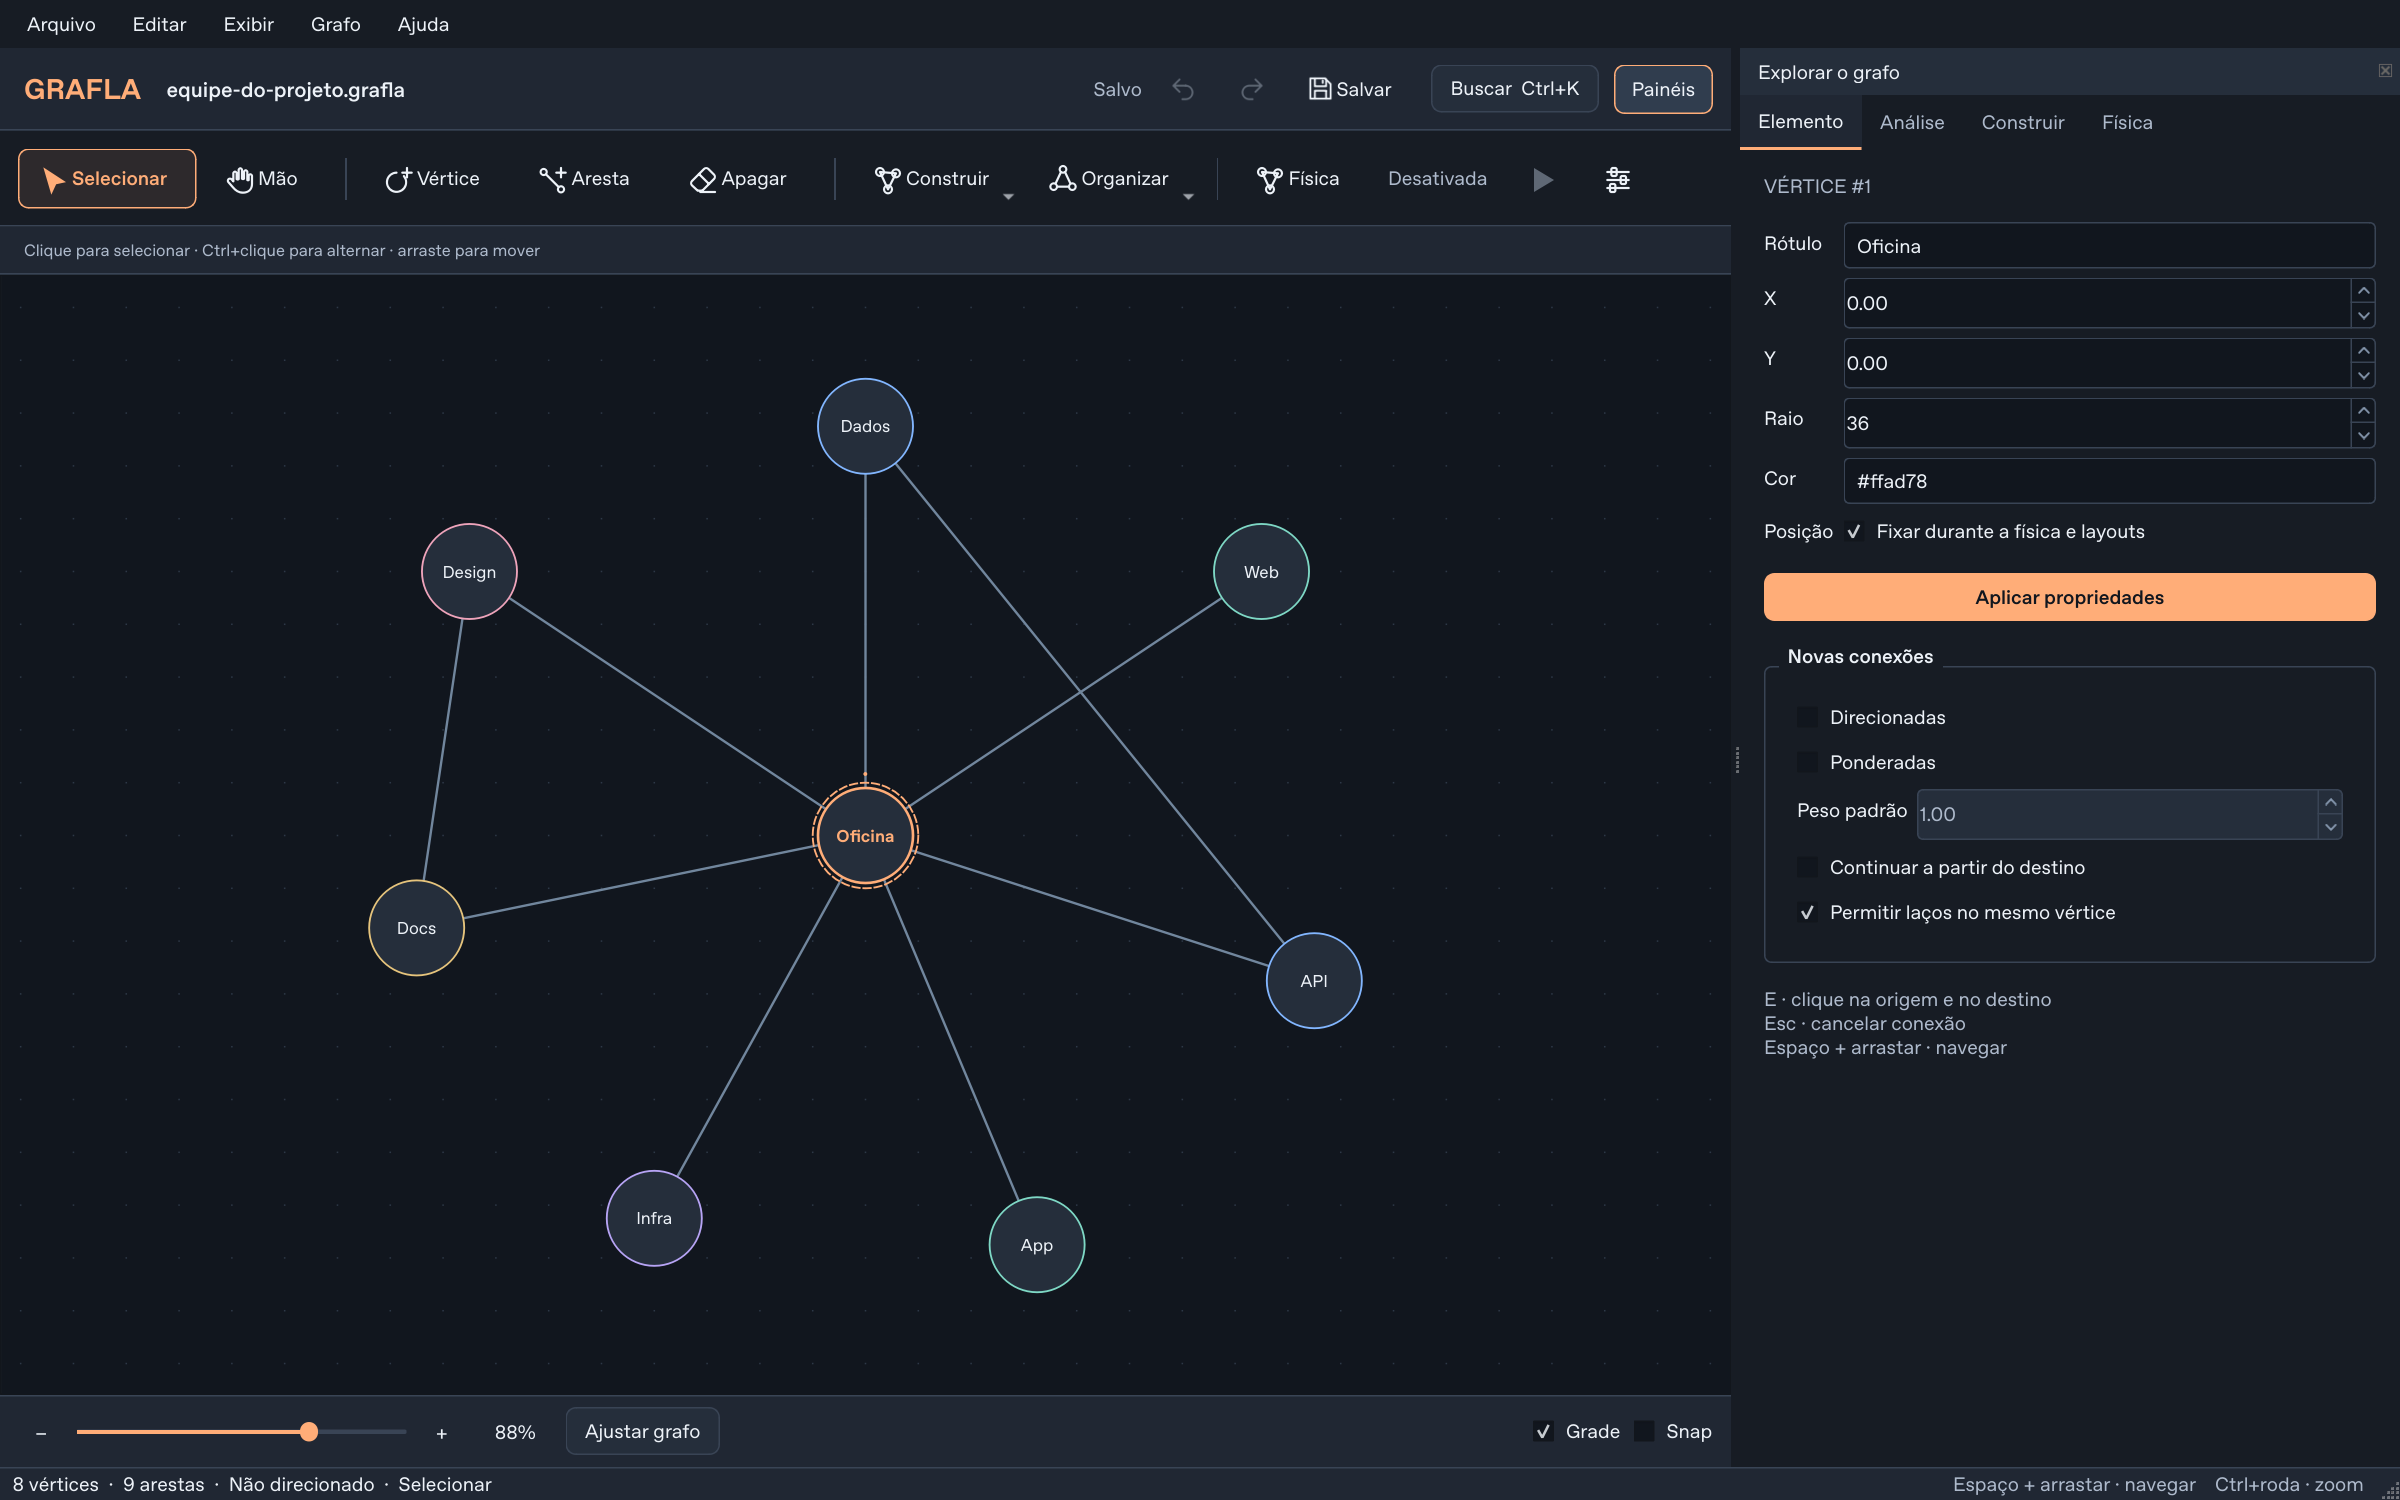 Arquivo Editar Exibir Grafo Ajuda
GRAFLA equipe-do-projeto.grafla Salvo Salvar Buscar Ctrl+K Painéis
Selecionar Mão Vértice Aresta Apagar Construir Organizar Física Desativada
Clique para selecionar · Ctrl+clique para alternar · arraste para mover
Dados
Design
Web
Oficina
Docs
API
Infra
App
− + 88% Ajustar grafo Grade Snap
8 vértices · 9 arestas · Não direcionado · Selecionar
Explorar o grafo
Elemento Análise Construir Física
VÉRTICE #1
Rótulo Oficina
X 0.00
Y 0.00
Raio 36
Cor #ffad78
Posição Fixar durante a física e layouts
Aplicar propriedades
Novas conexões
Direcionadas
Ponderadas
Peso padrão 1.00
Continuar a partir do destino
Permitir laços no mesmo vértice
E · clique na origem e no destino
Esc · cancelar conexão
Espaço + arrastar · navegar
Espaço + arrastar · navegar Ctrl+roda · zoom